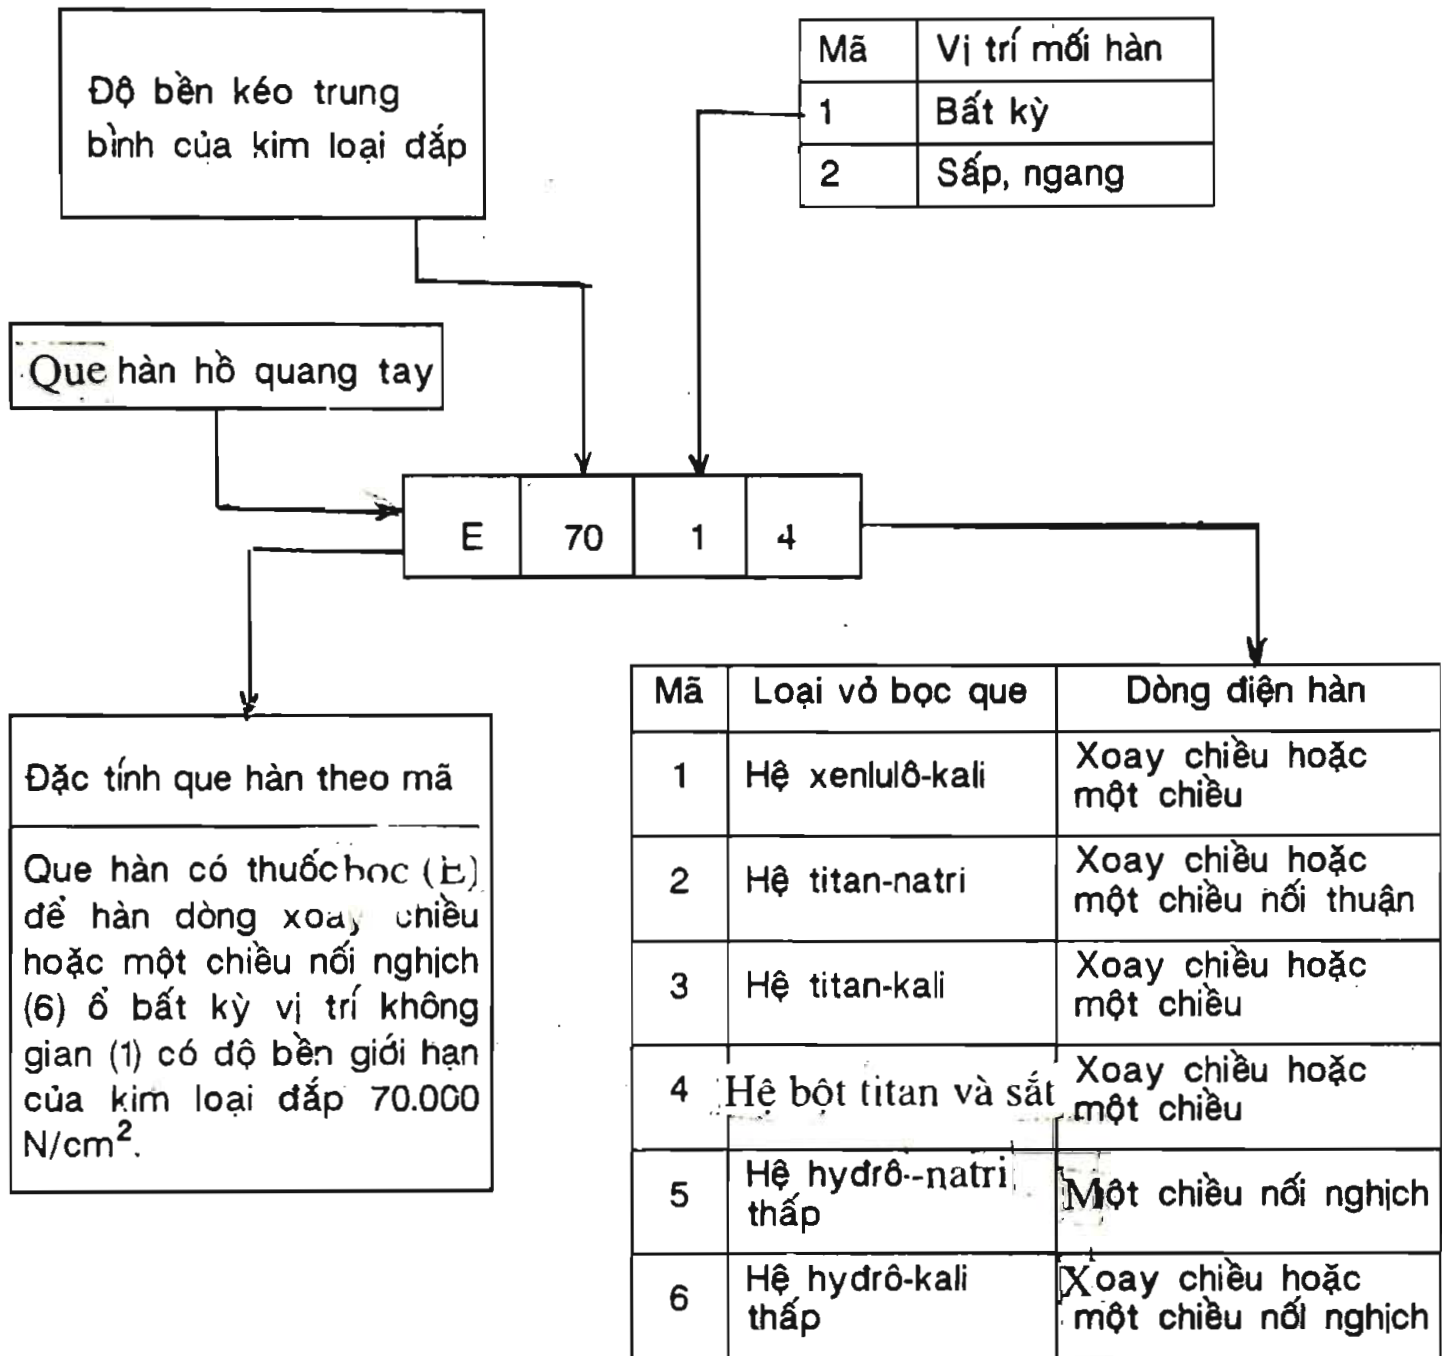 Độ bền kéo trung
bình của kim loại đắp
Mã Vị trí mối hàn
1 Bất kỳ
2 Sấp, ngang
Que hàn hồ quang tay
E 70 1 4
Đặc tính que hàn theo mã
Que hàn có thuốc bọc (E)
để hàn dòng xoay chiều
hoặc một chiều nối nghịch
(6) ổ bất kỳ vị trí không
gian (1) có độ bền giới hạn
của kim loại đắp 70.000
N/cm².
Mã Loại vỏ bọc que Dòng điện hàn
1 Hệ xenlulô-kali Xoay chiều hoặc
một chiều
2 Hệ titan-natri Xoay chiều hoặc
một chiều nối thuận
3 Hệ titan-kali Xoay chiều hoặc
một chiều
4 Hệ bột titan và sắt Xoay chiều hoặc
một chiều
5 Hệ hyđrô-natri
thấp Một chiều nối nghịch
6 Hệ hyđrô-kali
thấp Xoay chiều hoặc
một chiều nối nghịch